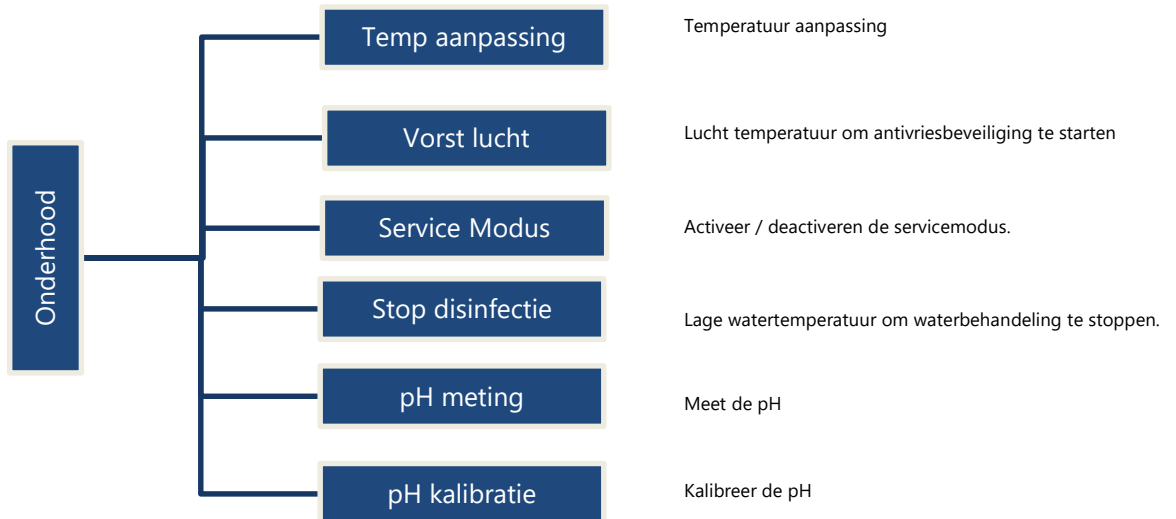 Temp aanpassing
Temperatuur aanpassing
Vorst lucht
Lucht temperatuur om antivriesbeveiliging te starten
Onderhood
Service Modus
Activeer / deactiveren de servicemodus.
Stop disinfectie
Lage watertemperatuur om waterbehandeling te stoppen.
pH meting
Meet de pH
pH kalibratie
Kalibreer de pH